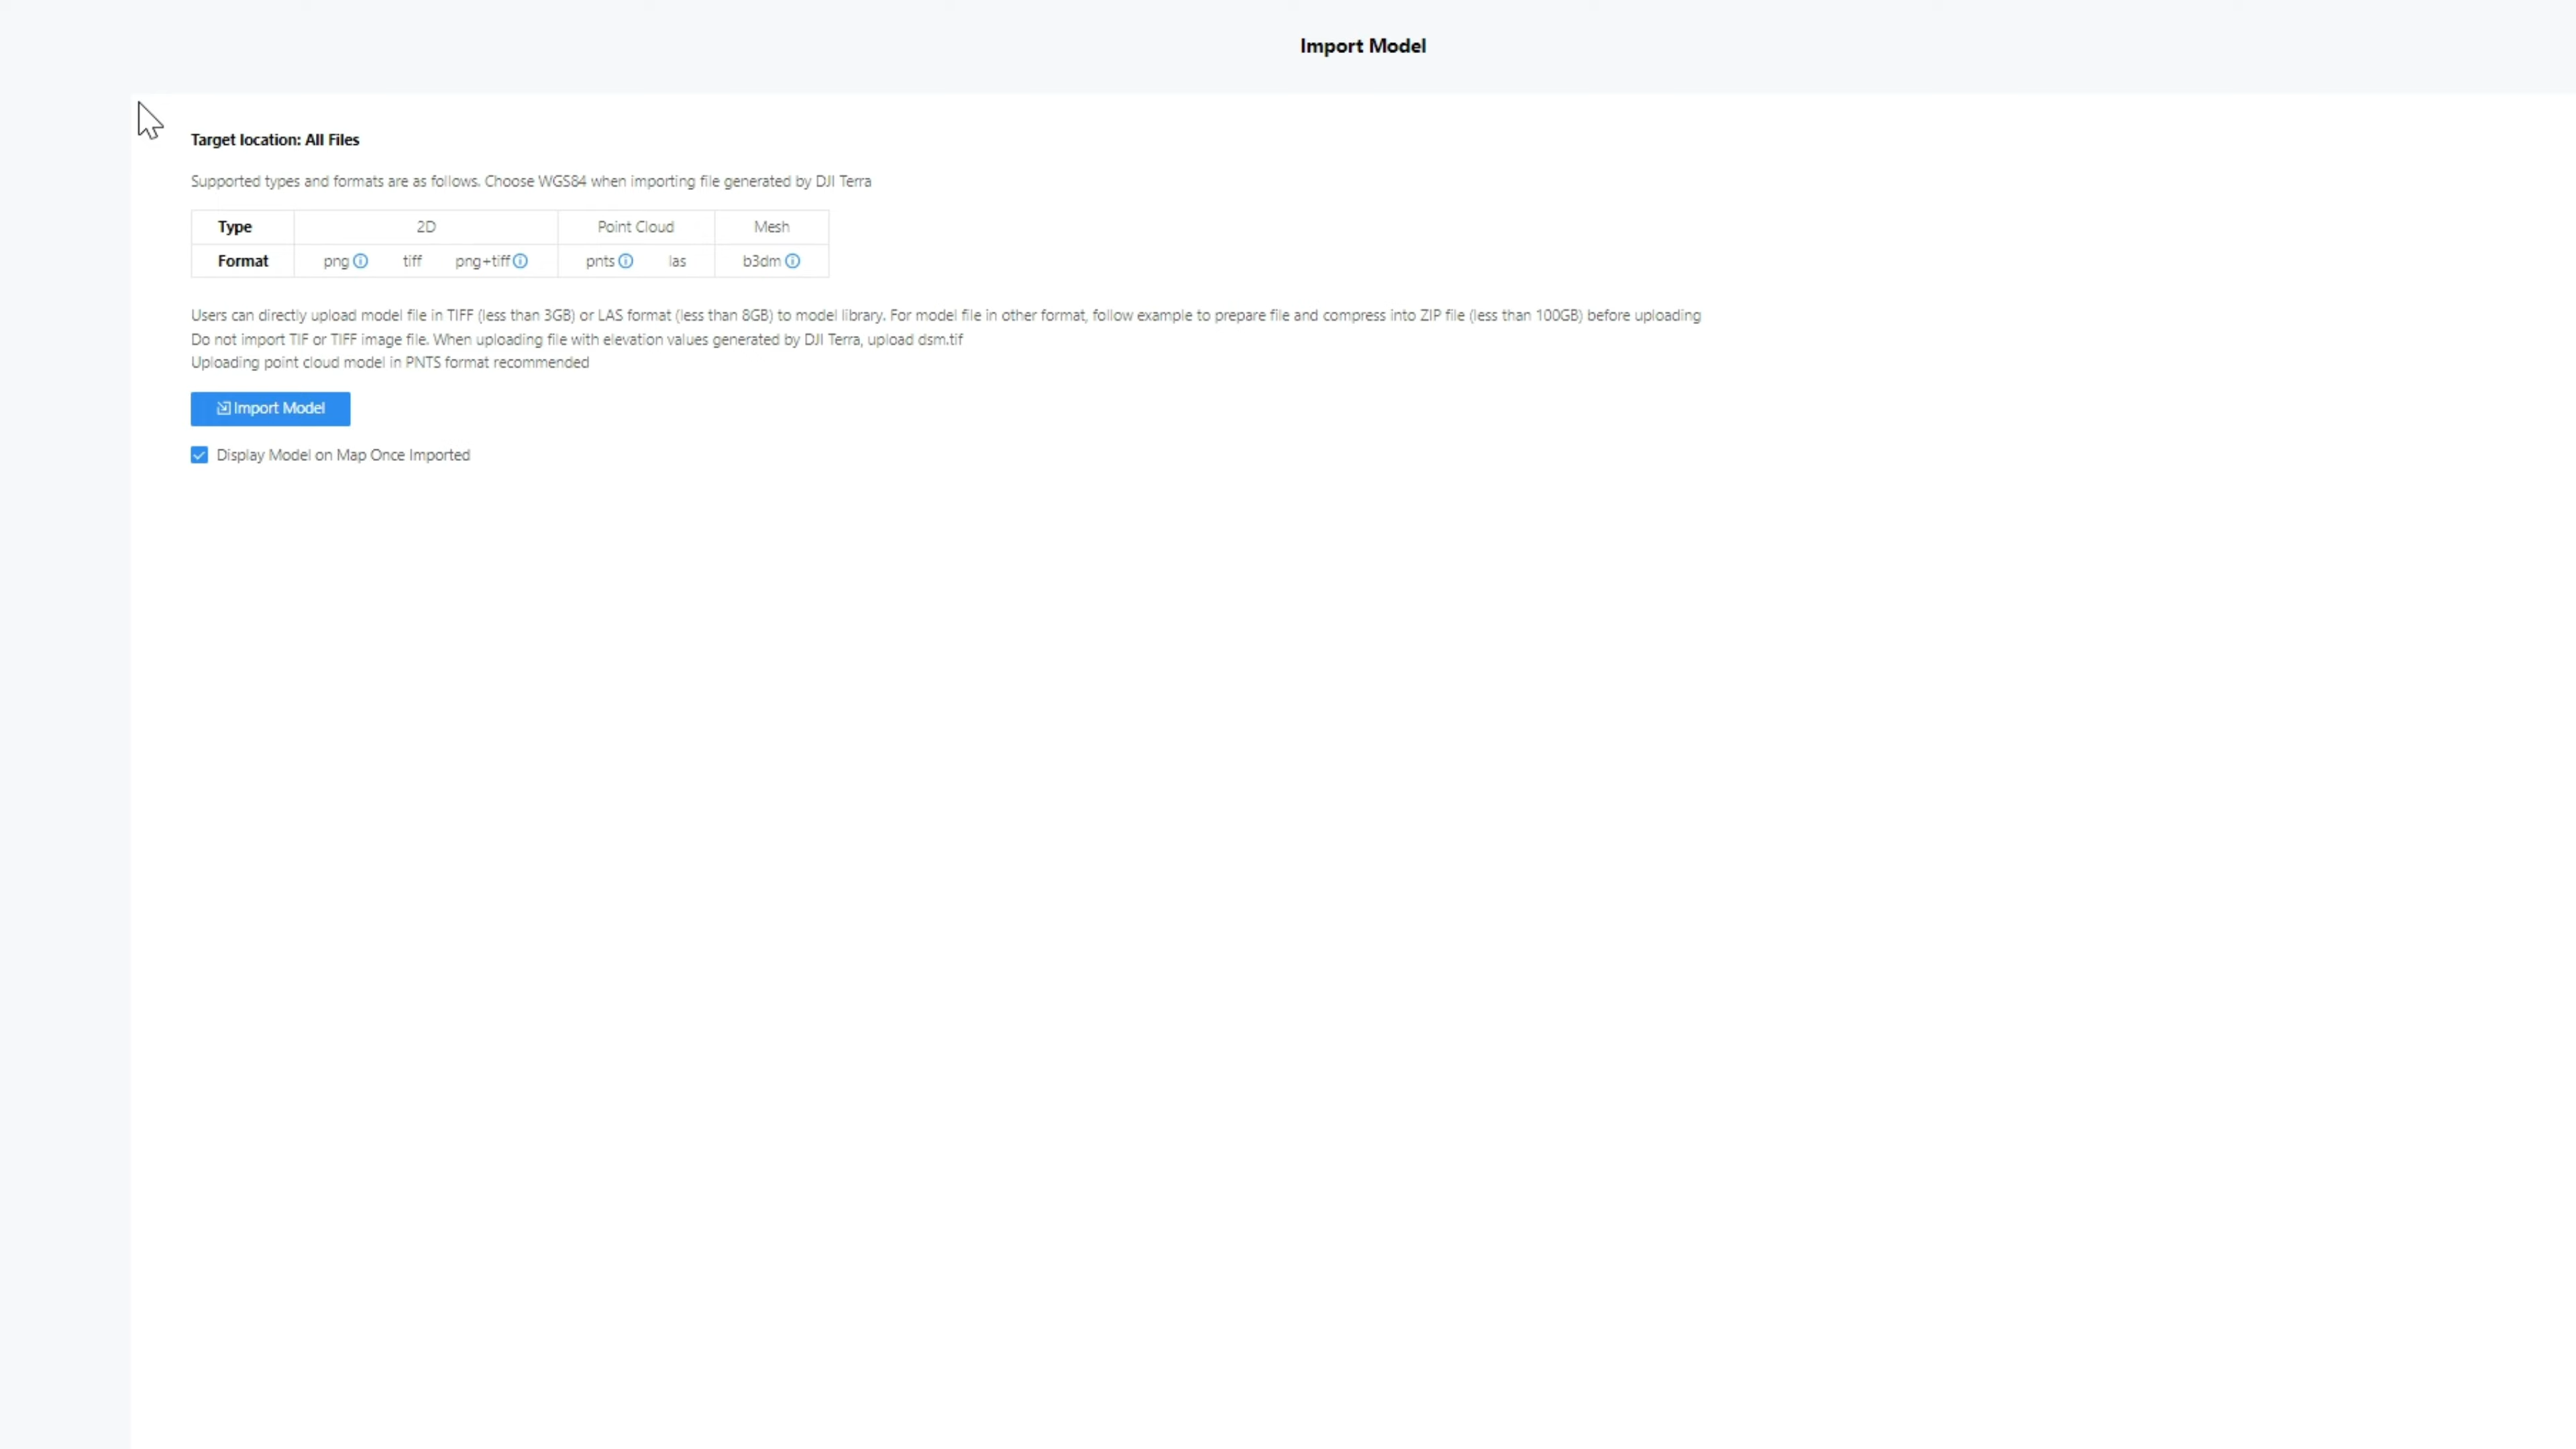 Import Model
Target location: All Files
Supported types and formats are as follows. Choose WGS84 when importing file generated by DJI Terra
Type 2D Point Cloud Mesh
Format png tiff png+tiff pnts las b3dm
Users can directly upload model file in TIFF (less than 3GB) or LAS format (less than 8GB) to model library. For model file in other format, follow example to prepare file and compress into ZIP file (less than 100GB) before uploading
Do not import TIF or TIFF image file. When uploading file with elevation values generated by DJI Terra, upload dsm.tif
Uploading point cloud model in PNTS format recommended
Import Model
Display Model on Map Once Imported